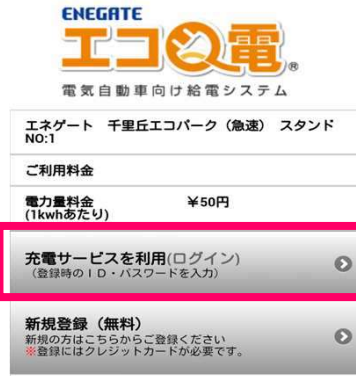 ENEGATE
エコQ電®
電気自動車向け給電システム
エネゲート 千里丘エコパーク（急速） スタンド
NO:1
ご利用料金
電力量料金 ￥50円
(1kwhあたり)
充電サービスを利用(ログイン)
（登録時のＩＤ・パスワードを入力）
新規登録（無料）
新規の方はこちらからご登録ください
※登録にはクレジットカードが必要です。